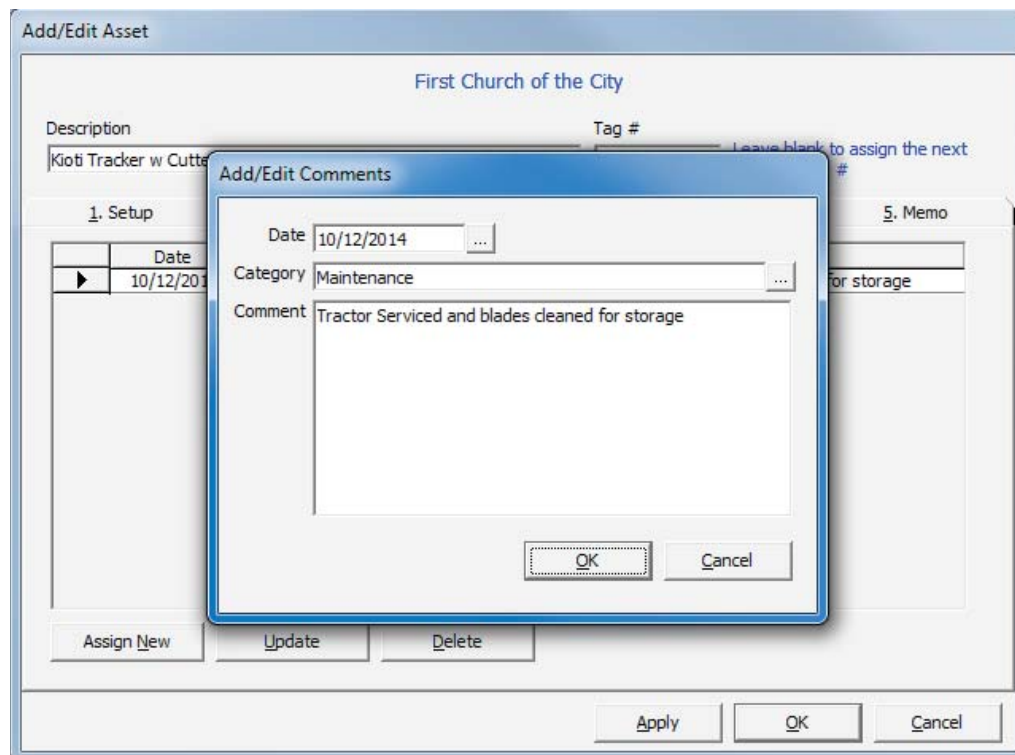 Add/Edit Asset
First Church of the City
Description
Tag #
Kioti Tracker w Cutte
Leave blank to assign the next
#
Add/Edit Comments
1. Setup
5. Memo
Date 10/12/2014 ...
Date
10/12/201
for storage
Category Maintenance ...
Comment Tractor Serviced and blades cleaned for storage
OK Cancel
Assign New Update Delete
Apply OK Cancel